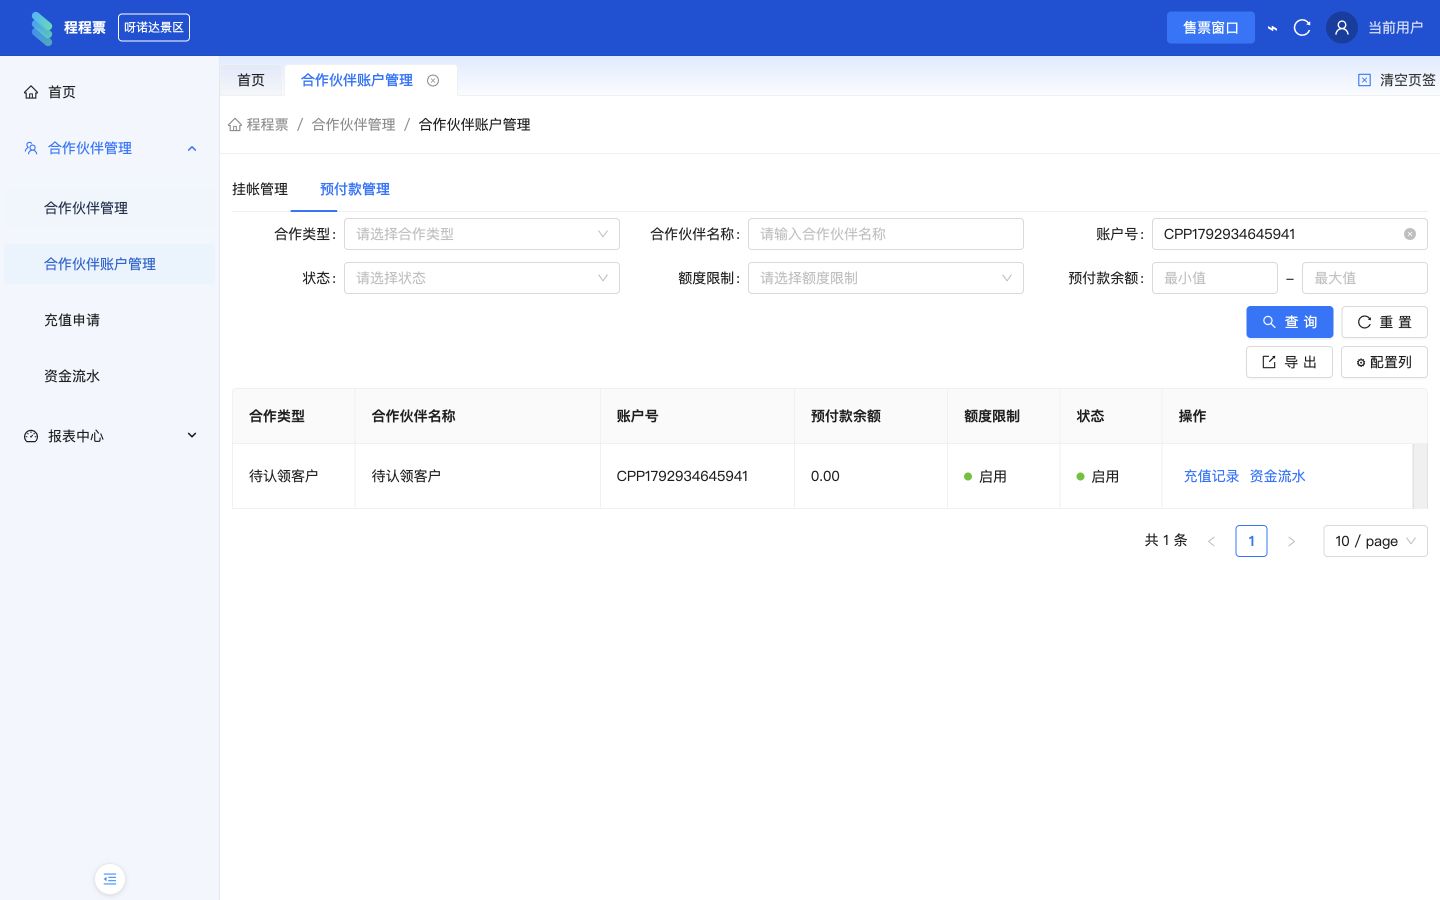 程程票 呀诺达景区 售票窗口 当前用户
首页
合作伙伴管理
合作伙伴管理
合作伙伴账户管理
充值申请
资金流水
报表中心
首页 合作伙伴账户管理 清空页签
程程票 / 合作伙伴管理 / 合作伙伴账户管理
挂帐管理 预付款管理
合作类型: 请选择合作类型 合作伙伴名称: 请输入合作伙伴名称 账户号: CPP1792934645941
状态: 请选择状态 额度限制: 请选择额度限制 预付款余额: 最小值 – 最大值
查 询 重 置
导 出 配置列
合作类型 合作伙伴名称 账户号 预付款余额 额度限制 状态 操作
待认领客户 待认领客户 CPP1792934645941 0.00 启用 启用 充值记录 资金流水
共 1 条 < 1 > 10 / page